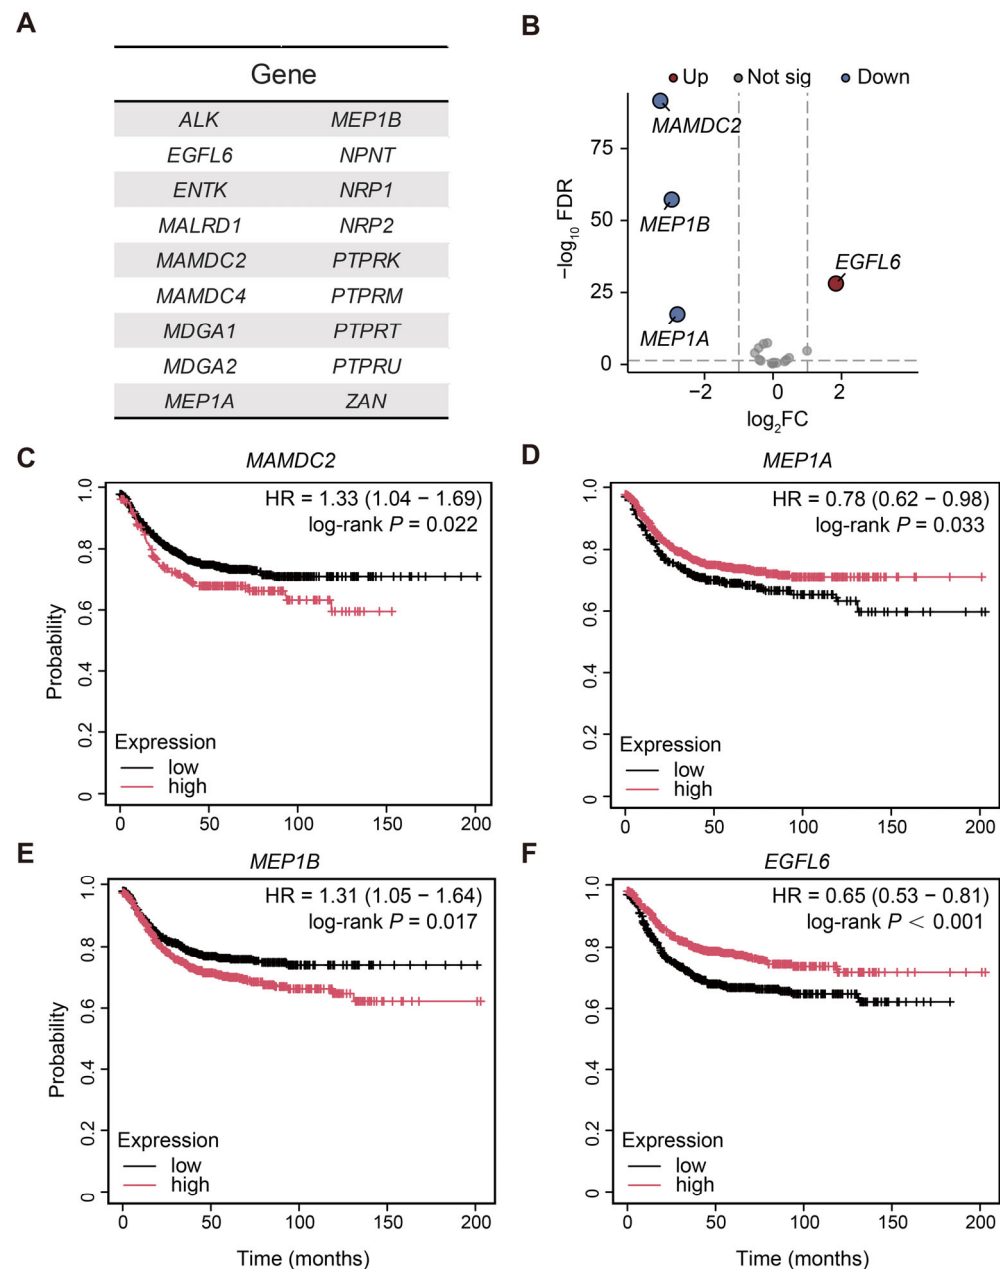 A
Gene
ALK MEP1B
EGFL6 NPNT
ENTK NRP1
MALRD1 NRP2
MAMDC2 PTPRK
MAMDC4 PTPRM
MDGA1 PTPRT
MDGA2 PTPRU
MEP1A ZAN
B
Up Not sig Down
MAMDC2
MEP1B
EGFL6
MEP1A
−log10 FDR
75
50
25
0
−2 0 2
log2FC
C
MAMDC2
HR = 1.33 (1.04 − 1.69)
log-rank P = 0.022
Probability
1.0
0.8
0.6
0.4
0.2
0
Expression
low
high
0 50 100 150 200
D
MEP1A
HR = 0.78 (0.62 − 0.98)
log-rank P = 0.033
1.0
0.8
0.6
0.4
0.2
0
Expression
low
high
0 50 100 150 200
E
MEP1B
HR = 1.31 (1.05 − 1.64)
log-rank P = 0.017
Probability
1.0
0.8
0.6
0.4
0.2
0
Expression
low
high
0 50 100 150 200
Time (months)
F
EGFL6
HR = 0.65 (0.53 − 0.81)
log-rank P < 0.001
1.0
0.8
0.6
0.4
0.2
0
Expression
low
high
0 50 100 150 200
Time (months)